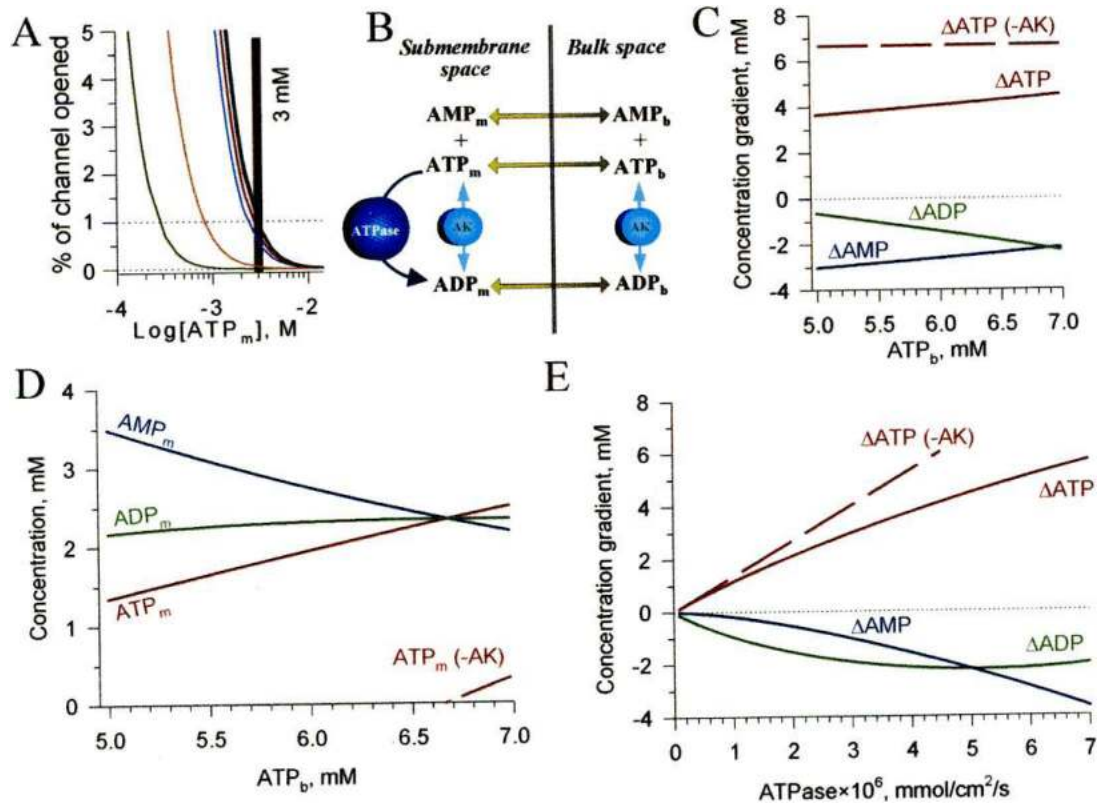 A
% of channel opened
5
4
3
2
1
0
3 mM
-4
-3
-2
Log[ATPm], M
B
Submembrane space
Bulk space
AMPm
AMPb
+
+
ATPm
ATPb
ATPase
AK
AK
ADPm
ADPb
C
Concentration gradient, mM
8
6
4
2
0
-2
-4
ΔATP (-AK)
ΔATP
ΔADP
ΔAMP
5.0
5.5
6.0
6.5
7.0
ATPb, mM
D
Concentration, mM
4
3
2
1
0
AMPm
ADPm
ATPm
ATPm (-AK)
5.0
5.5
6.0
6.5
7.0
ATPb, mM
E
Concentration gradient, mM
8
6
4
2
0
-2
-4
ΔATP (-AK)
ΔATP
ΔAMP
ΔADP
0
1
2
3
4
5
6
7
ATPase×10⁶, mmol/cm²/s